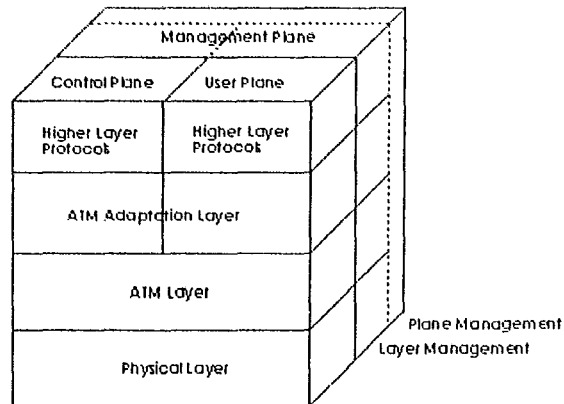 Management Plane
Control Plane
User Plane
Higher Layer
Protocols
Higher Layer
Protocols
ATM Adaptation Layer
ATM Layer
Plane Management
Layer Management
Physical Layer